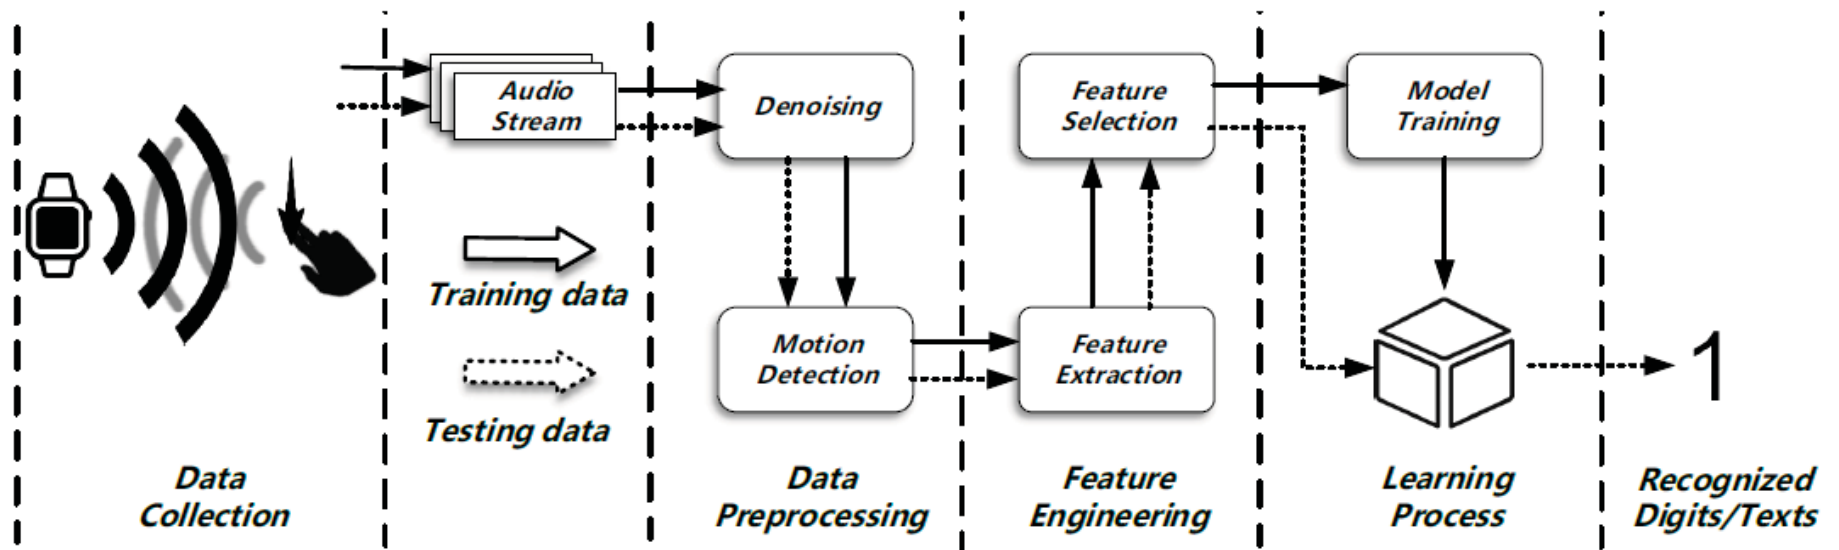 Audio
Stream
Training data
Testing data
Denoising
Motion
Detection
Feature
Selection
Feature
Extraction
Model
Training
1
Data
Collection
Data
Preprocessing
Feature
Engineering
Learning
Process
Recognized
Digits/Texts